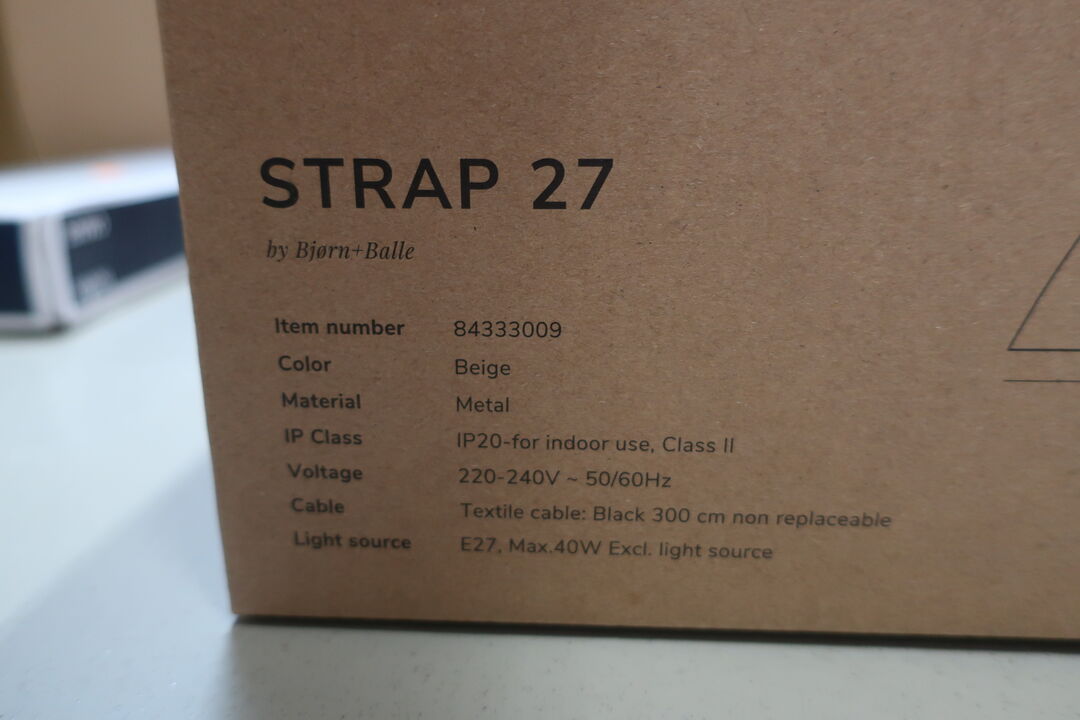 STRAP 27
by Bjørn+Balle
Item number 84333009
Color Beige
Material Metal
IP Class IP20-for indoor use, Class II
Voltage 220-240V ~ 50/60Hz
Cable Textile cable: Black 300 cm non replaceable
Light source E27, Max.40W Excl. light source